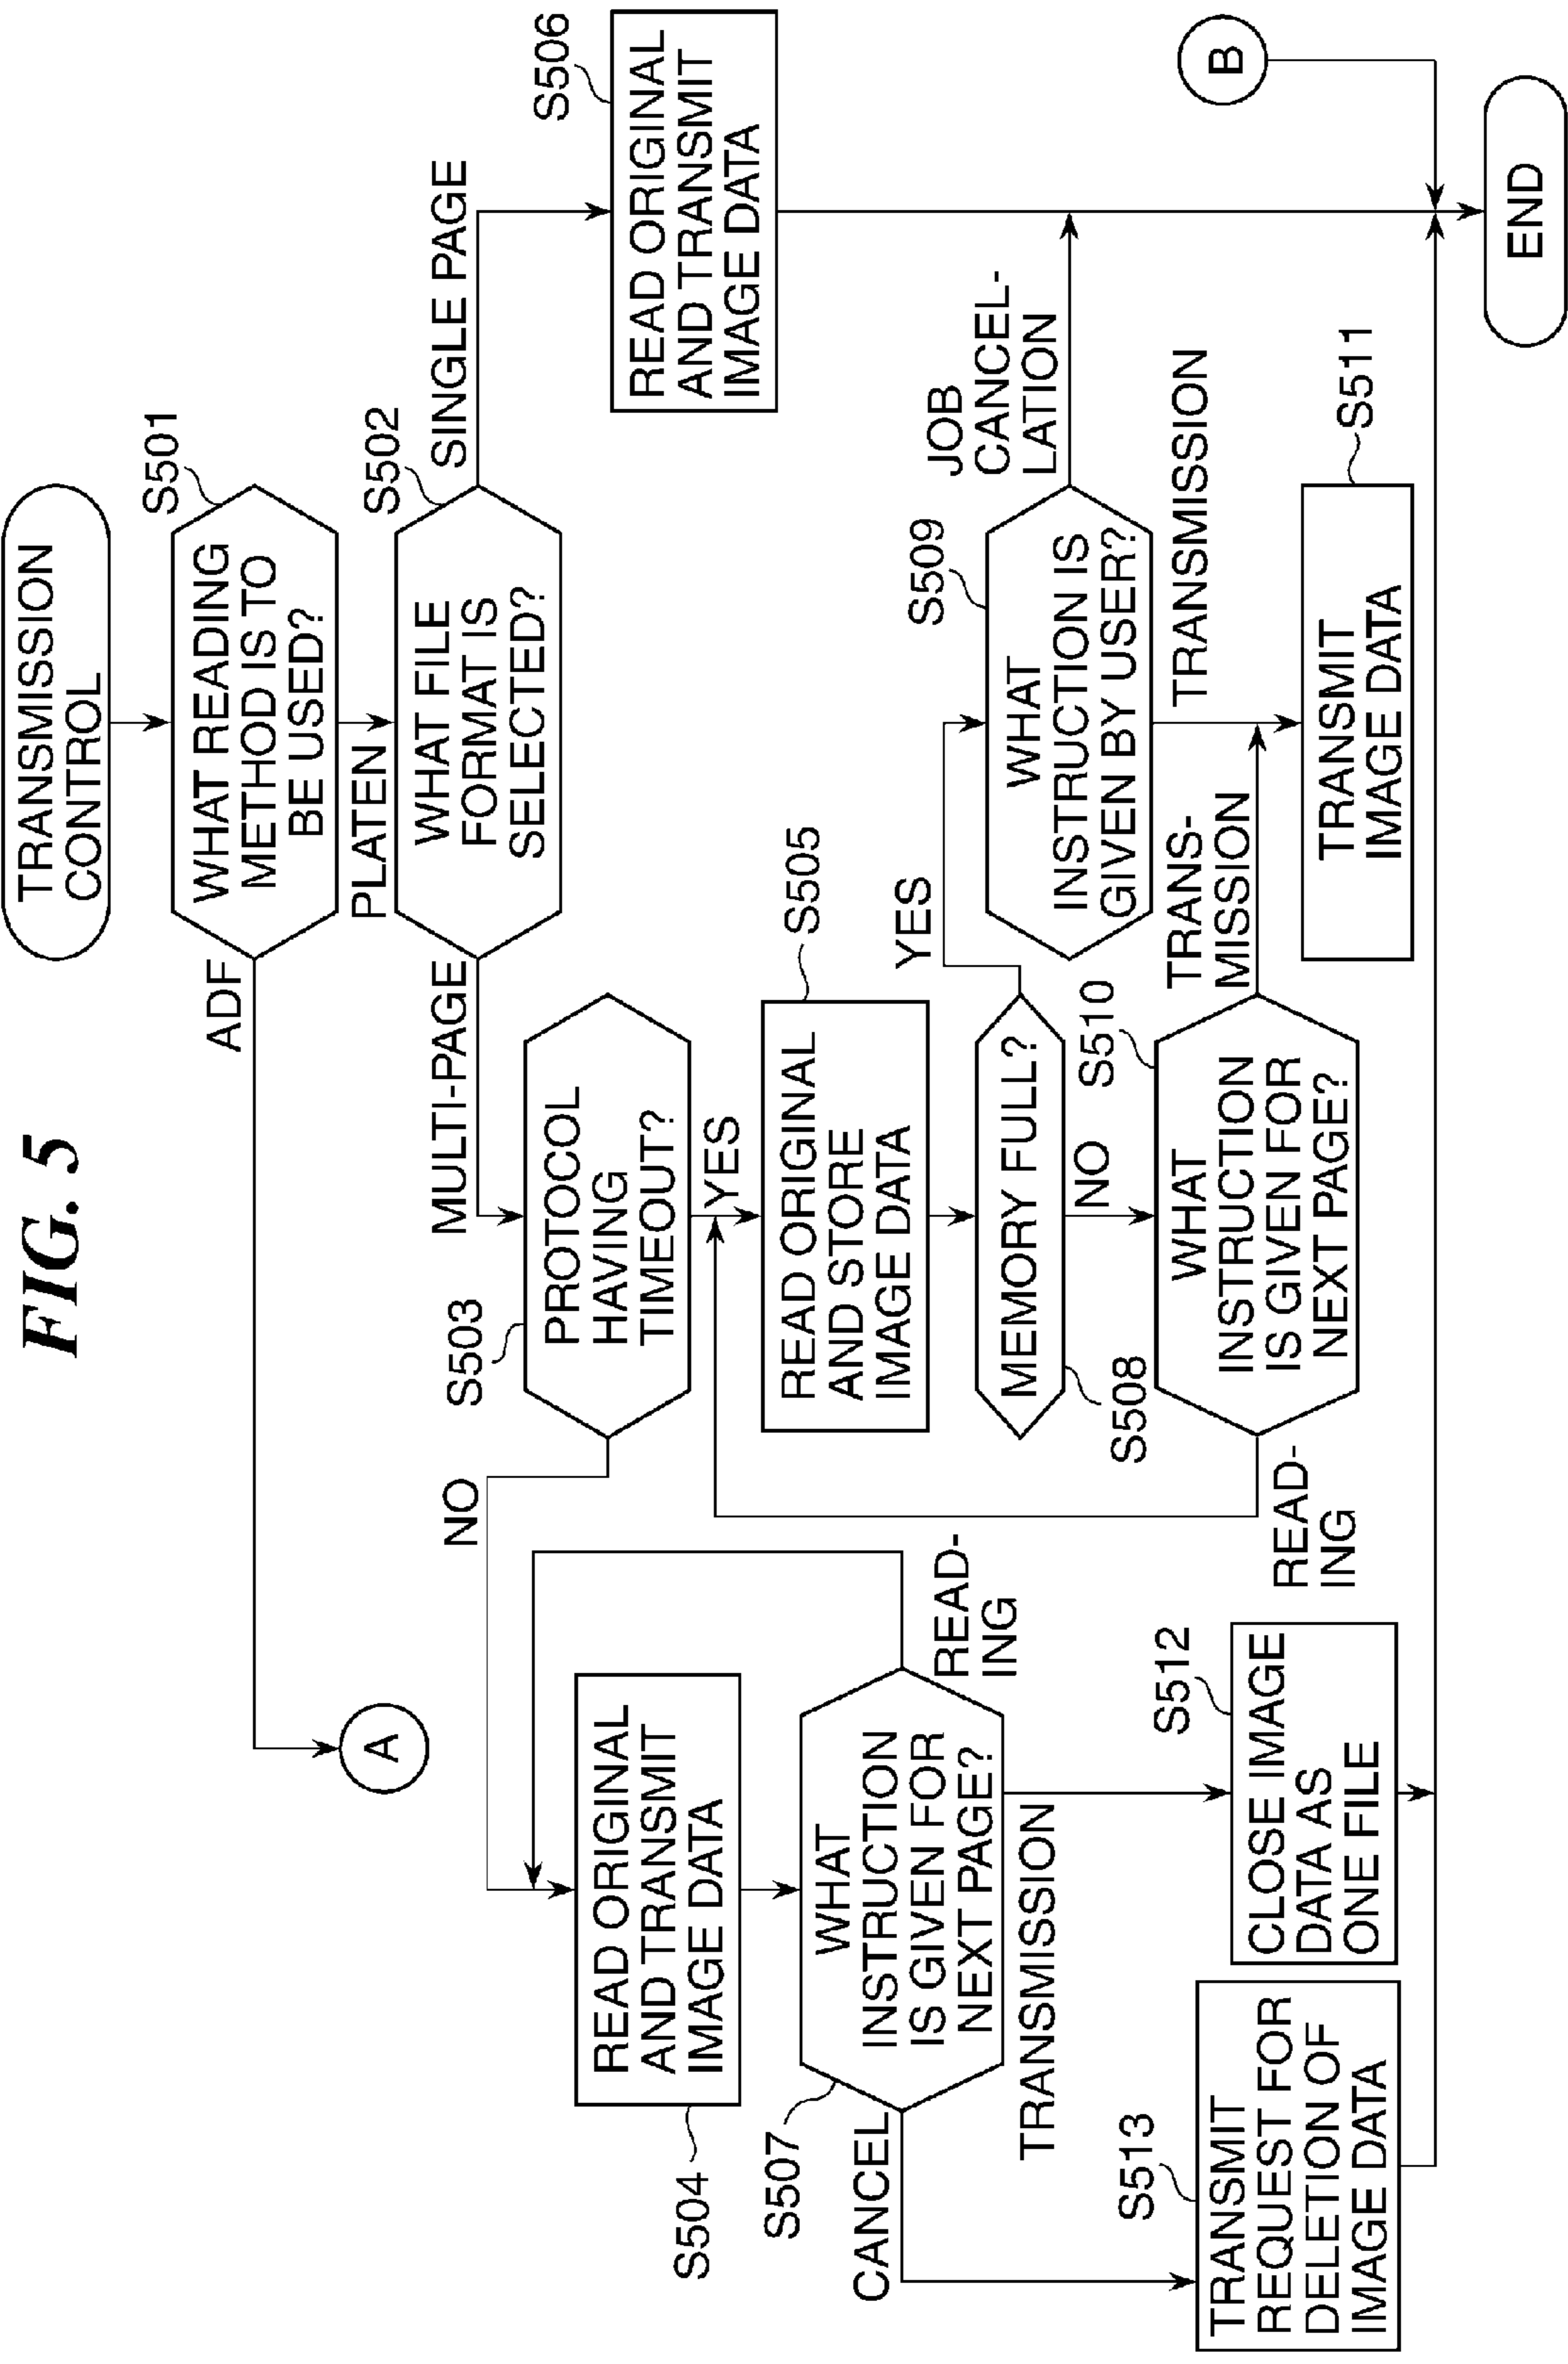 FIG. 5
TRANSMISSION
CONTROL
S501
WHAT READING
METHOD IS TO
BE USED?
ADF
PLATEN
A
S502
WHAT FILE
FORMAT IS
SELECTED?
MULTI-PAGE
SINGLE PAGE
S503
PROTOCOL
HAVING
TIMEOUT?
NO
YES
S506
READ ORIGINAL
AND TRANSMIT
IMAGE DATA
S504
READ ORIGINAL
AND TRANSMIT
IMAGE DATA
S505
READ ORIGINAL
AND STORE
IMAGE DATA
S507
WHAT
INSTRUCTION
IS GIVEN FOR
NEXT PAGE?
CANCEL
READ-
ING
TRANSMISSION
S508
MEMORY FULL?
YES
NO
S509
WHAT
INSTRUCTION IS
GIVEN BY USER?
JOB
CANCEL-
LATION
TRANSMISSION
S510
WHAT
INSTRUCTION
IS GIVEN FOR
NEXT PAGE?
READ-
ING
TRANS-
MISSION
S513
TRANSMIT
REQUEST FOR
DELETION OF
IMAGE DATA
S512
CLOSE IMAGE
DATA AS
ONE FILE
S511
TRANSMIT
IMAGE DATA
B
END